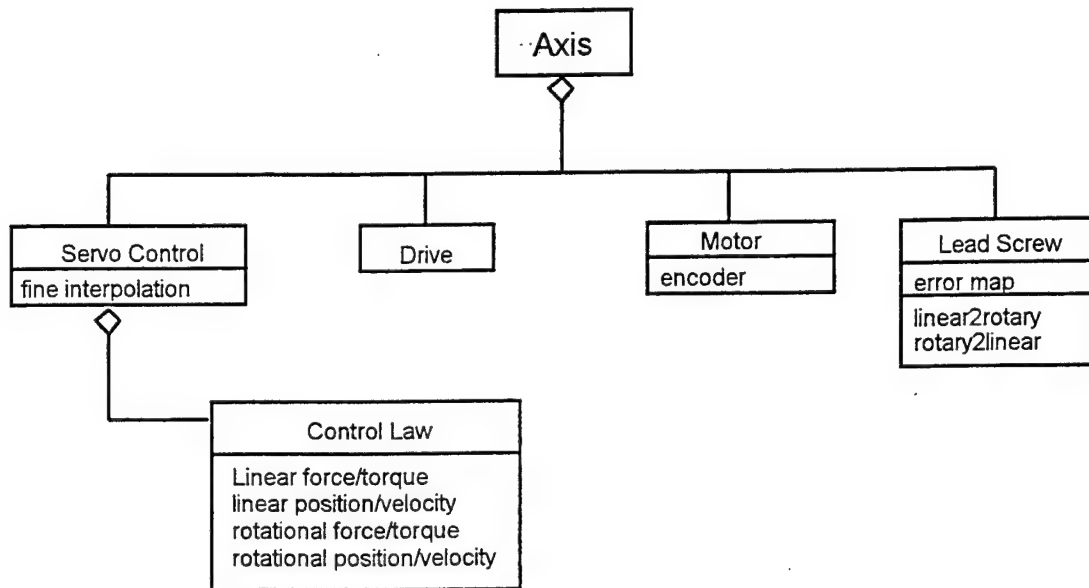 Axis
Servo Control
fine interpolation
Drive
Motor
encoder
Lead Screw
error map
linear2rotary
rotary2linear
Control Law
Linear force/torque
linear position/velocity
rotational force/torque
rotational position/velocity